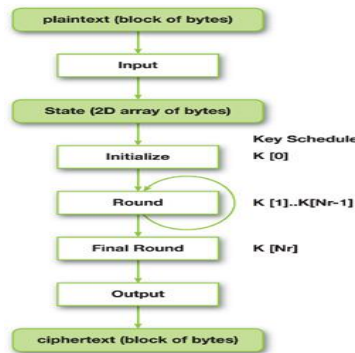 plaintext (block of bytes)
Input
State (2D array of bytes)
Key Schedule
Initialize K [0]
Round K [1]..K[Nr-1]
Final Round K [Nr]
Output
ciphertext (block of bytes)